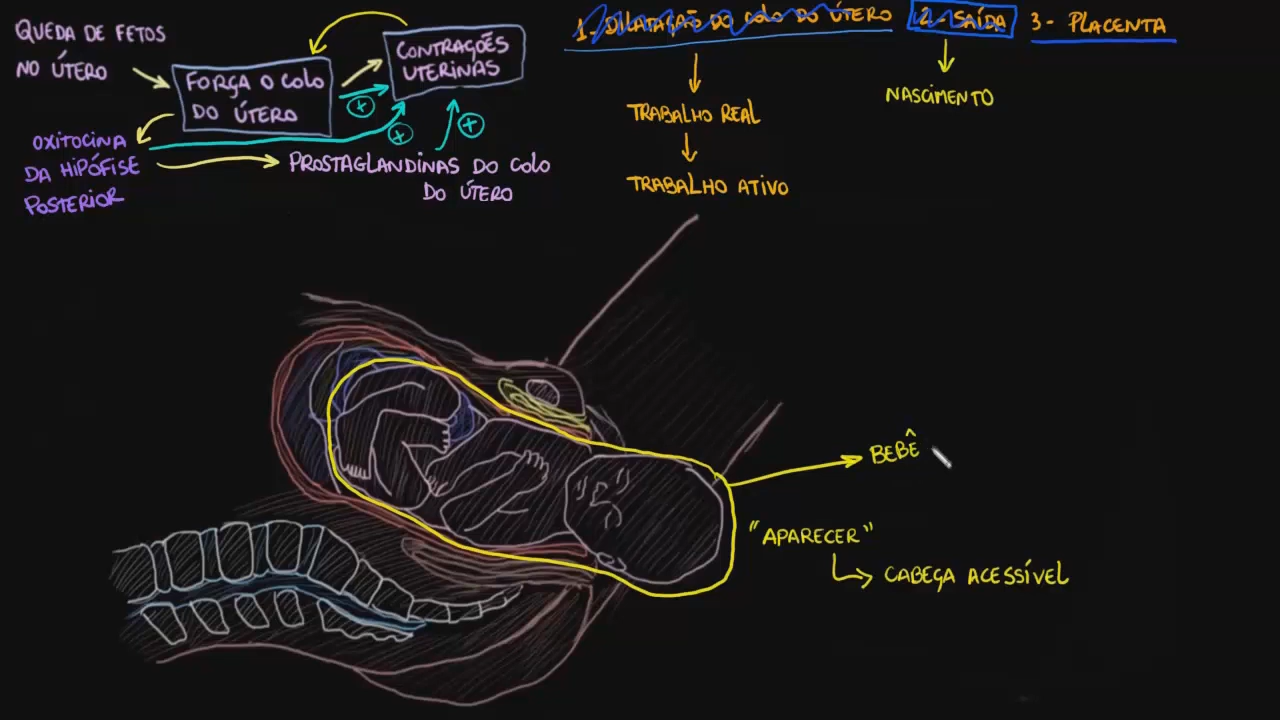 QUEDA DE FETOS
NO ÚTERO
FORÇA O COLO
DO ÚTERO
CONTRAÇÕES
UTERINAS
OXITOCINA
DA HIPÓFISE
POSTERIOR
PROSTAGLANDINAS DO COLO
DO ÚTERO
+
+
+
1 - DILATAÇÃO DO COLO DO ÚTERO
2 - SAÍDA
3 - PLACENTA
TRABALHO REAL
TRABALHO ATIVO
NASCIMENTO
BEBÊ
"APARECER"
CABEÇA ACESSÍVEL